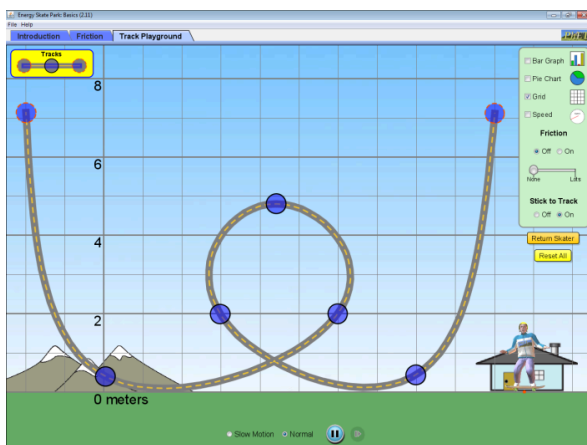 Energy Skate Park: Basics (2.11)
File Help
Introduction Friction Track Playground
Tracks
8
6
4
2
0 meters
Bar Graph
Pie Chart
Grid
Speed
Friction
Off On
None Lots
Stick to Track
Off On
Return Skater
Reset All
Slow Motion Normal